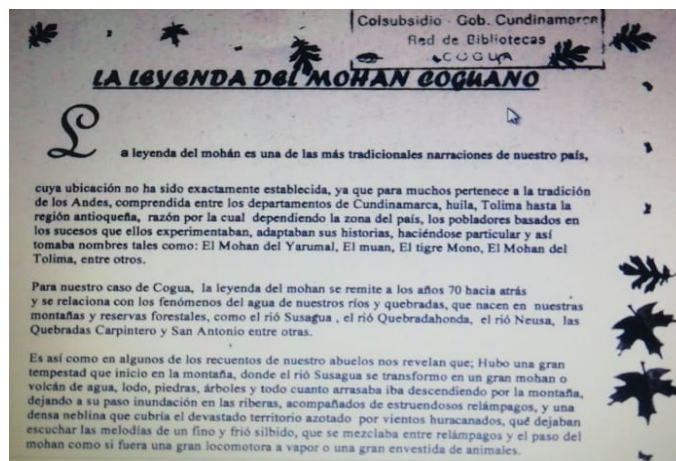 Colsubsidio - Gob. Cundinamarca
Red de Bibliotecas
COGUA
LA LEYENDA DEL MOHAN COGUANO
La leyenda del mohán es una de las más tradicionales narraciones de nuestro país,
cuya ubicación no ha sido exactamente establecida, ya que para muchos pertenece a la tradición
de los Andes, comprendida entre los departamentos de Cundinamarca, huila, Tolima hasta la
región antioqueña, razón por la cual dependiendo la zona del país, los pobladores basados en
los sucesos que ellos experimentaban, adaptaban sus historias, haciéndose particular y así
tomaba nombres tales como: El Mohan del Yarumal, El muan, El tigre Mono, El Mohan del
Tolima, entre otros.
Para nuestro caso de Cogua, la leyenda del mohan se remite a los años 70 hacia atrás
y se relaciona con los fenómenos del agua de nuestros ríos y quebradas, que nacen en nuestras
montañas y reservas forestales, como el rió Susagua , el rió Quebradahonda, el rió Neusa, las
Quebradas Carpintero y San Antonio entre otras.
Es así como en algunos de los recuentos de nuestro abuelos nos revelan que; Hubo una gran
tempestad que inicio en la montaña, donde el rió Susagua se transformo en un gran mohan o
volcán de agua, lodo, piedras, árboles y todo cuanto arrasaba iba descendiendo por la montaña,
dejando a su paso inundación en las riberas, acompañados de estruendosos relámpagos, y una
densa neblina que cubría el devastado territorio azotado por vientos huracanados, qué dejaban
escuchar las melodías de un fino y frió silbido, que se mezclaba entre relámpagos y el paso del
mohan como si fuera una gran locomotora a vapor o una gran envestida de animales.